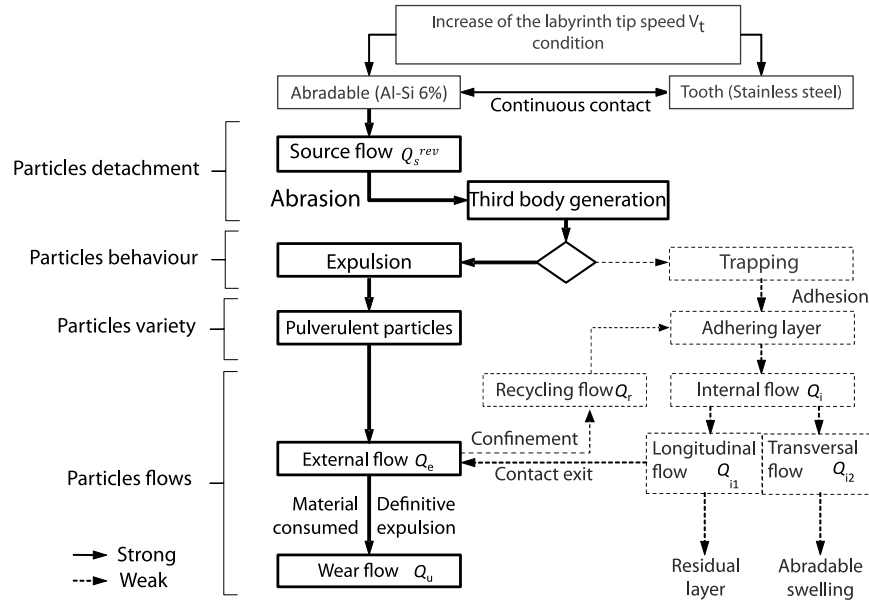 Increase of the labyrinth tip speed Vt
condition
Abradable (Al-Si 6%)
Continuous contact
Tooth (Stainless steel)
Particles detachment
Source flow Qs rev
Abrasion
Third body generation
Particles behaviour
Expulsion
Trapping
Adhesion
Particles variety
Pulverulent particles
Adhering layer
Recycling flow Qr
Internal flow Qi
Particles flows
External flow Qe
Confinement
Contact exit
Longitudinal
flow Qi1
Transversal
flow Qi2
Material
consumed
Definitive
expulsion
Strong
Weak
Wear flow Qu
Residual
layer
Abradable
swelling